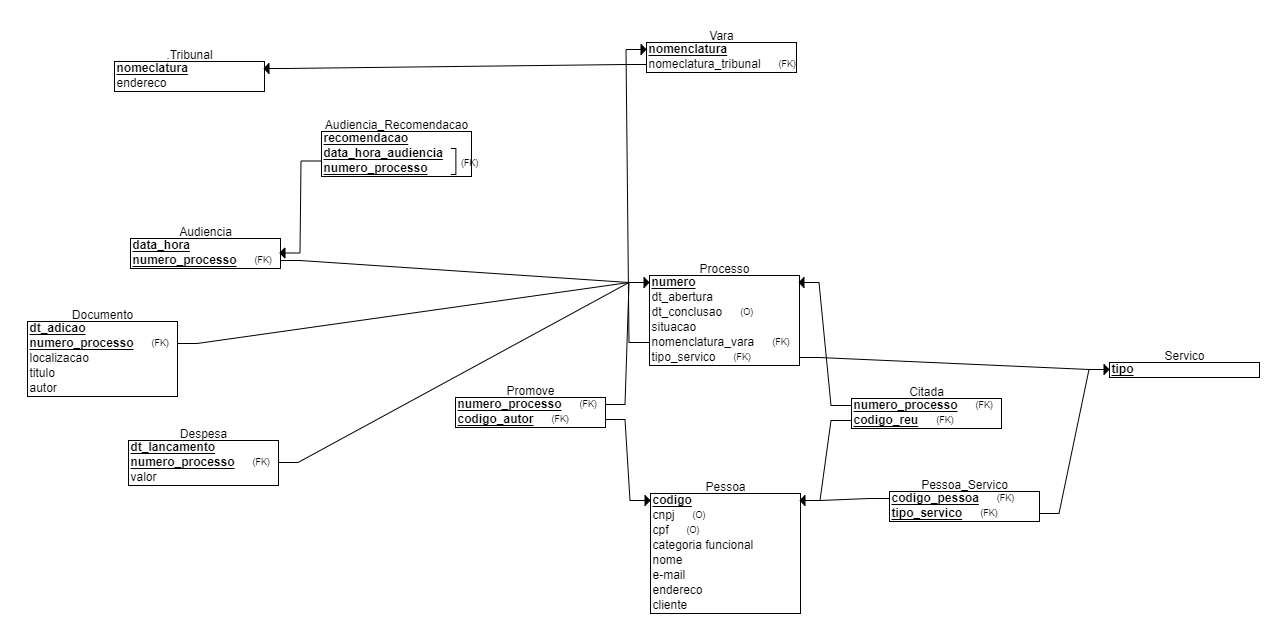 Vara
nomenclatura
nomeclatura_tribunal (FK)
.Tribunal
nomeclatura
endereco
Audiencia_Recomendacao
recomendacao
data_hora_audiencia
numero_processo
(FK)
Audiencia
data_hora
numero_processo (FK)
Processo
numero
dt_abertura
dt_conclusao (O)
situacao
nomenclatura_vara (FK)
tipo_servico (FK)
Documento
dt_adicao
numero_processo (FK)
localizacao
titulo
autor
Servico
tipo
Promove
numero_processo (FK)
codigo_autor (FK)
Citada
numero_processo (FK)
codigo_reu (FK)
Despesa
dt_lancamento
numero_processo (FK)
valor
Pessoa
codigo
cnpj (O)
cpf (O)
categoria funcional
nome
e-mail
endereco
cliente
Pessoa_Servico
codigo_pessoa (FK)
tipo_servico (FK)